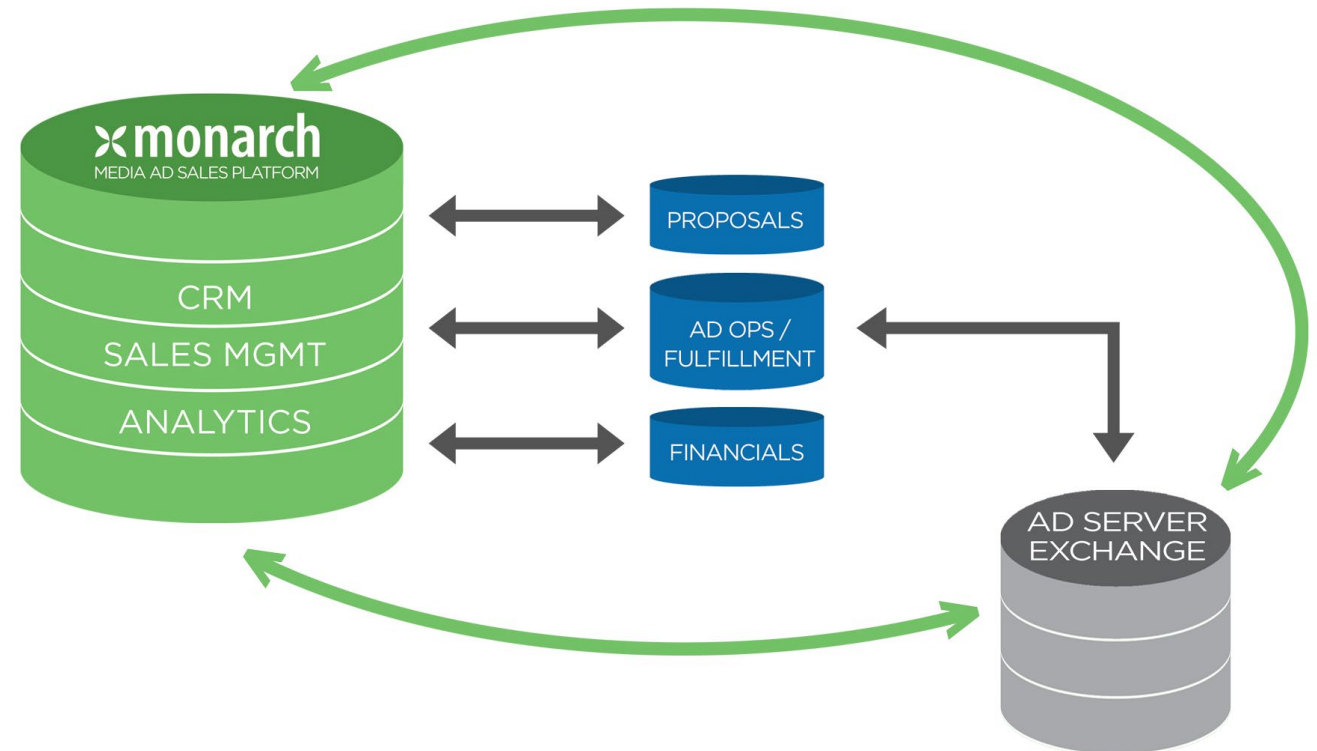 monarch
MEDIA AD SALES PLATFORM
CRM
SALES MGMT
ANALYTICS
PROPOSALS
AD OPS /
FULFILLMENT
FINANCIALS
AD SERVER
EXCHANGE